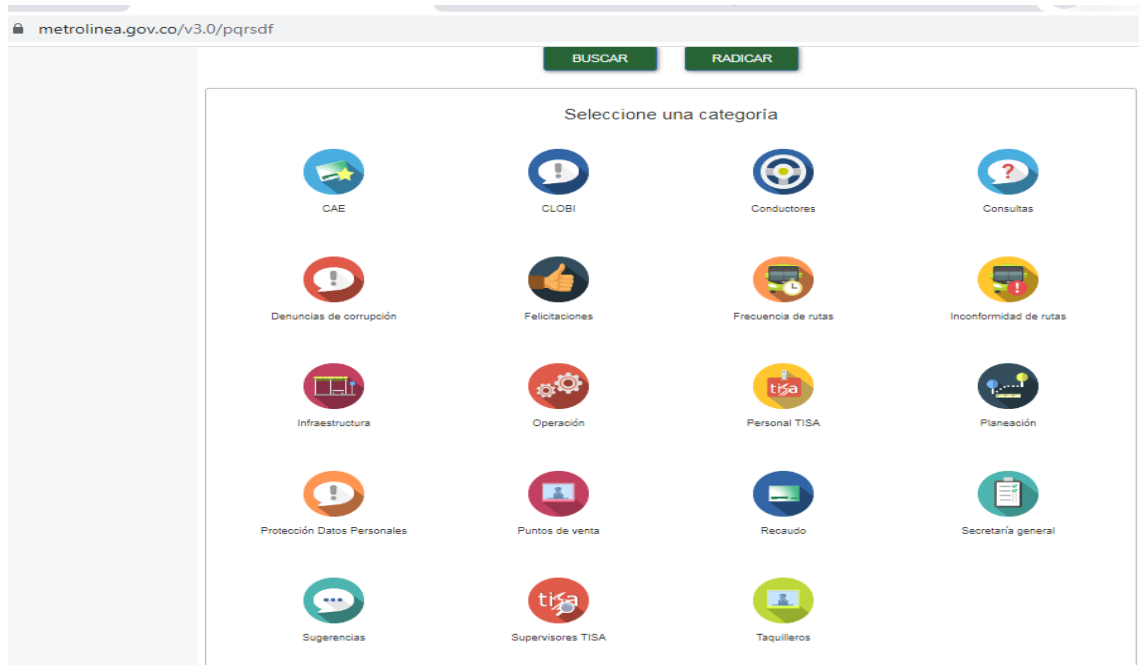 metrolinea.gov.co/v3.0/pqrsdf
BUSCAR RADICAR
Seleccione una categoría
CAE CLOBI Conductores Consultas
Denuncias de corrupción Felicitaciones Frecuencia de rutas Inconformidad de rutas
tisa
Infraestructura Operación Personal TISA Planeación
Protección Datos Personales Puntos de venta Recaudo Secretaría general
tisa
Sugerencias Supervisores TISA Taquilleros